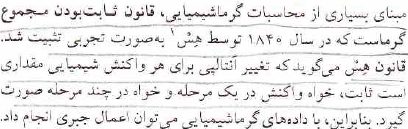 مبنای بسیاری از محاسبات گرماشیمیایی، قانون ثابت‌بودن مجموع
گرماست که در سال ۱۸۴۰ توسط هِسْ۱ به‌صورت تجربی تثبیت شد.
قانون هِسْ می‌گوید که تغییر آنتالپی برای هر واکنش شیمیایی مقداری
است ثابت، خواه واکنش در یک مرحله و خواه در چند مرحله صورت
گیرد. بنابراین، با داده‌های گرماشیمیایی می‌توان اعمال جبری انجام داد.